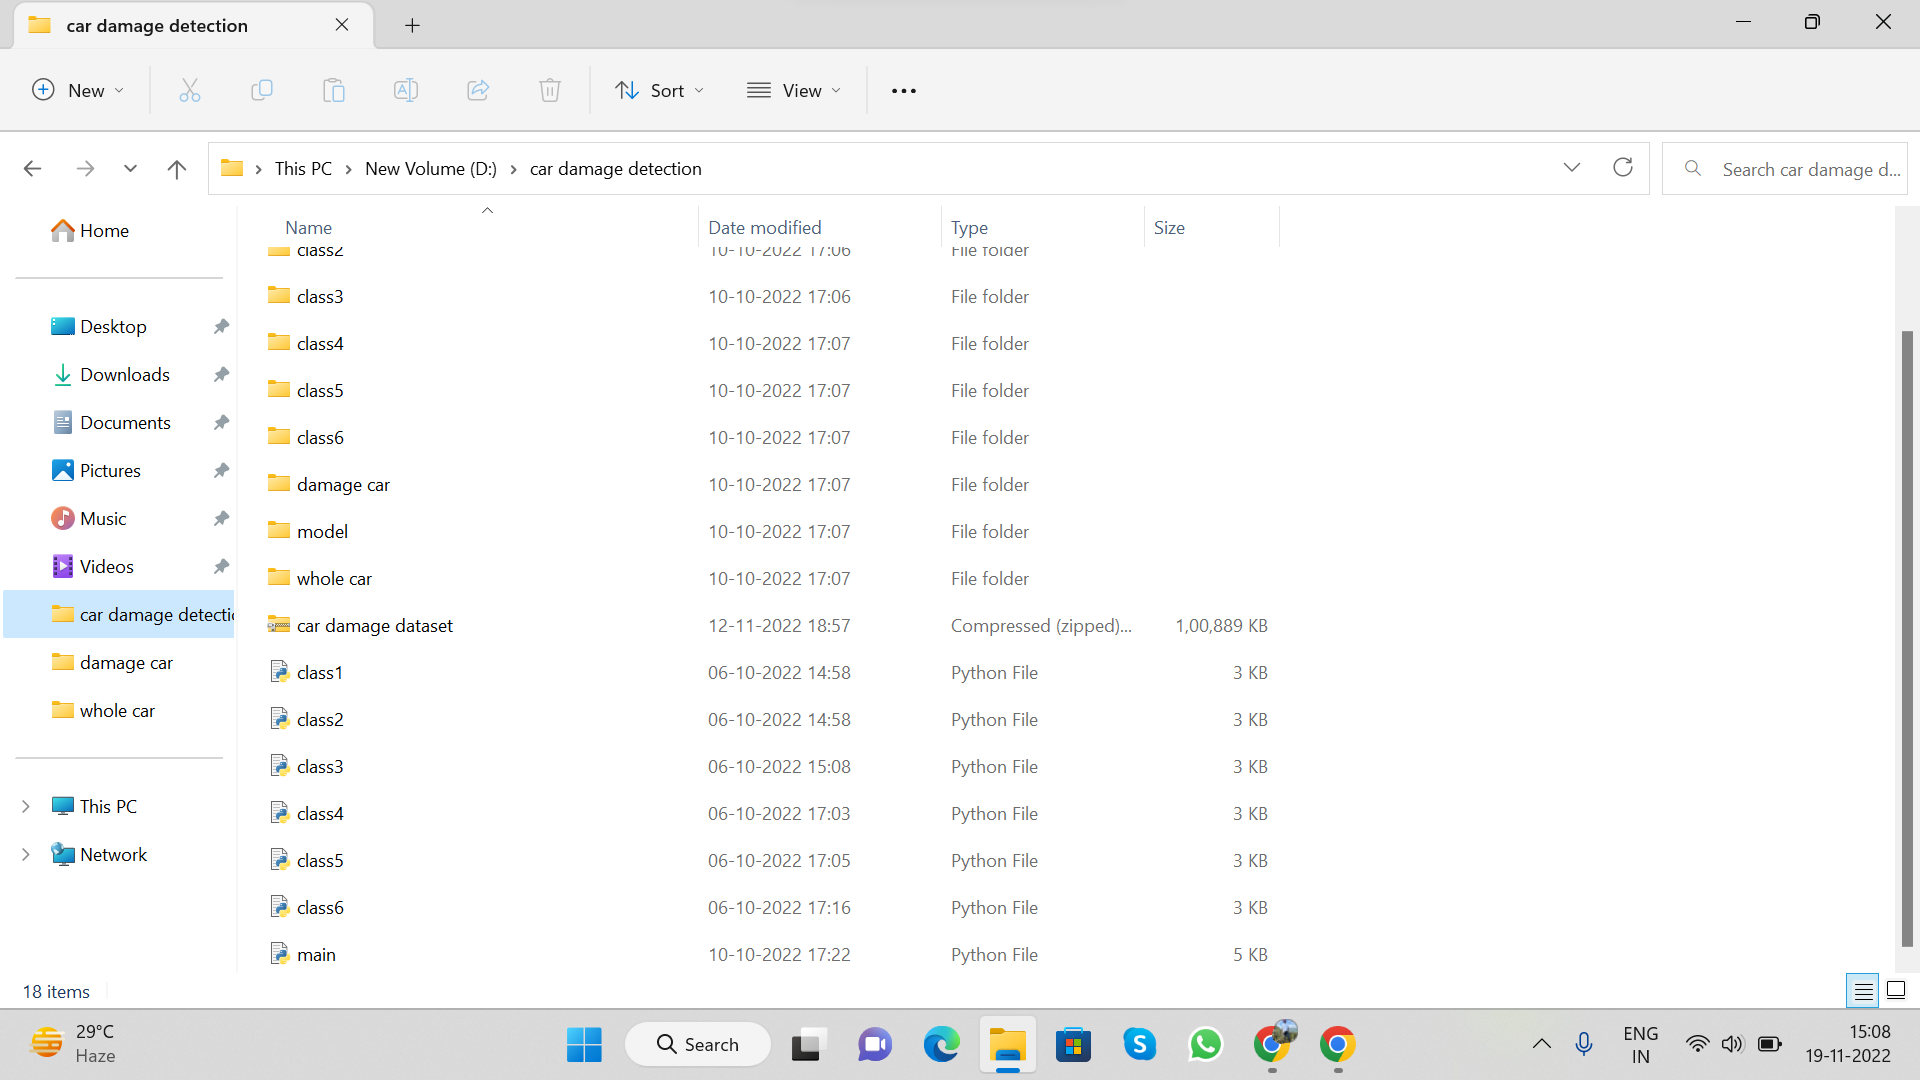 car damage detection
New
Sort
View
This PC > New Volume (D:) > car damage detection
Search car damage d...
Home
Desktop
Downloads
Documents
Pictures
Music
Videos
car damage detectio
damage car
whole car
This PC
Network
Name Date modified Type Size
class2 10-10-2022 17:06 File folder
class3 10-10-2022 17:06 File folder
class4 10-10-2022 17:07 File folder
class5 10-10-2022 17:07 File folder
class6 10-10-2022 17:07 File folder
damage car 10-10-2022 17:07 File folder
model 10-10-2022 17:07 File folder
whole car 10-10-2022 17:07 File folder
car damage dataset 12-11-2022 18:57 Compressed (zipped)... 1,00,889 KB
class1 06-10-2022 14:58 Python File 3 KB
class2 06-10-2022 14:58 Python File 3 KB
class3 06-10-2022 15:08 Python File 3 KB
class4 06-10-2022 17:03 Python File 3 KB
class5 06-10-2022 17:05 Python File 3 KB
class6 06-10-2022 17:16 Python File 3 KB
main 10-10-2022 17:22 Python File 5 KB
18 items
29°C
Haze
Search
ENG
IN
15:08
19-11-2022